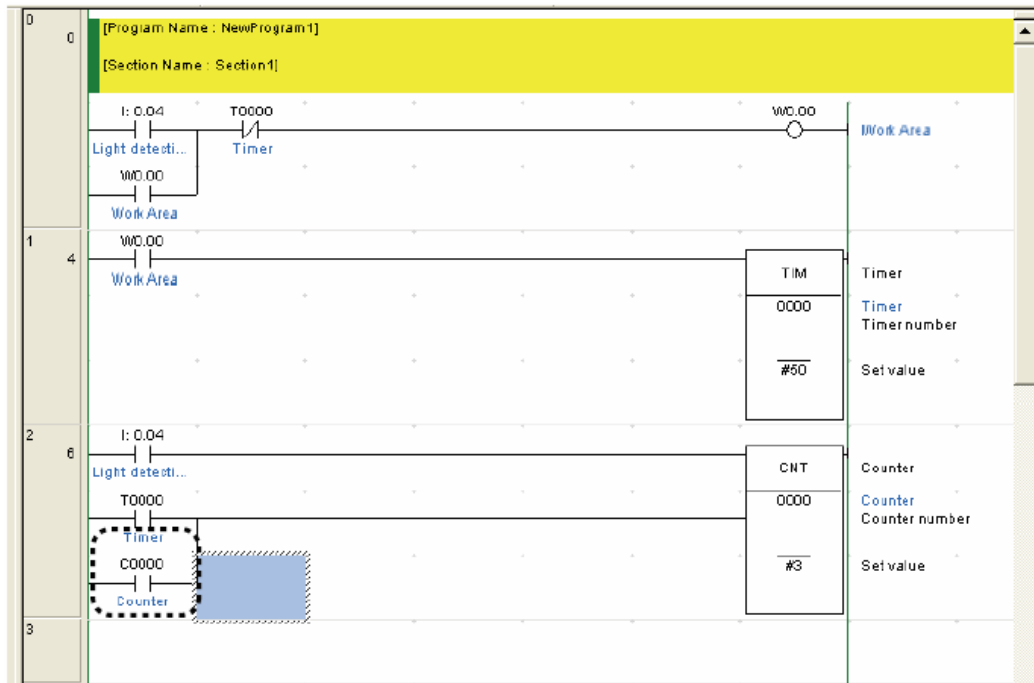 0
0
[Program Name : NewProgram1]
[Section Name : Section1]
I: 0.04
T0000
W0.00
Work Area
Light detecti...
Timer
W0.00
Work Area
1
4
W0.00
Work Area
TIM
Timer
0000
Timer
Timer number
#50
Set value
2
6
I: 0.04
Light detecti...
CNT
Counter
T0000
0000
Counter
Counter number
Timer
C0000
#3
Set value
Counter
3